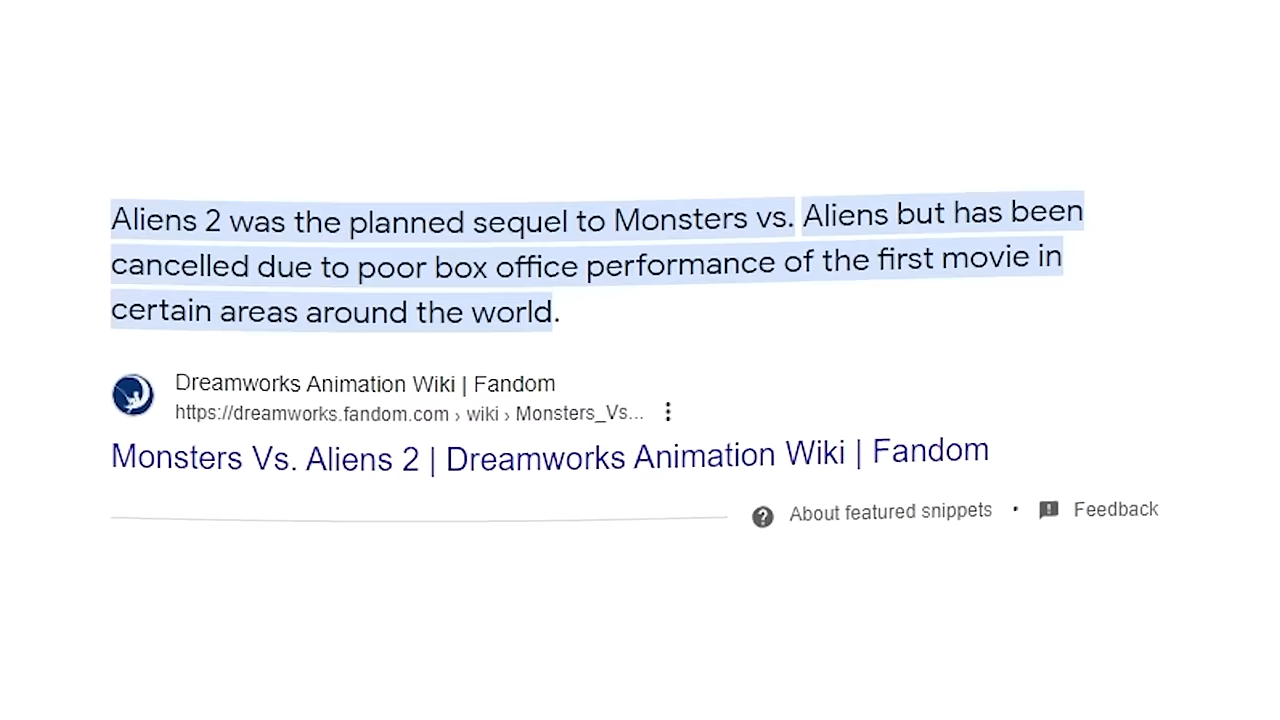 Aliens 2 was the planned sequel to Monsters vs. Aliens but has been
cancelled due to poor box office performance of the first movie in
certain areas around the world.
Dreamworks Animation Wiki | Fandom
https://dreamworks.fandom.com › wiki › Monsters_Vs...
Monsters Vs. Aliens 2 | Dreamworks Animation Wiki | Fandom
About featured snippets • Feedback